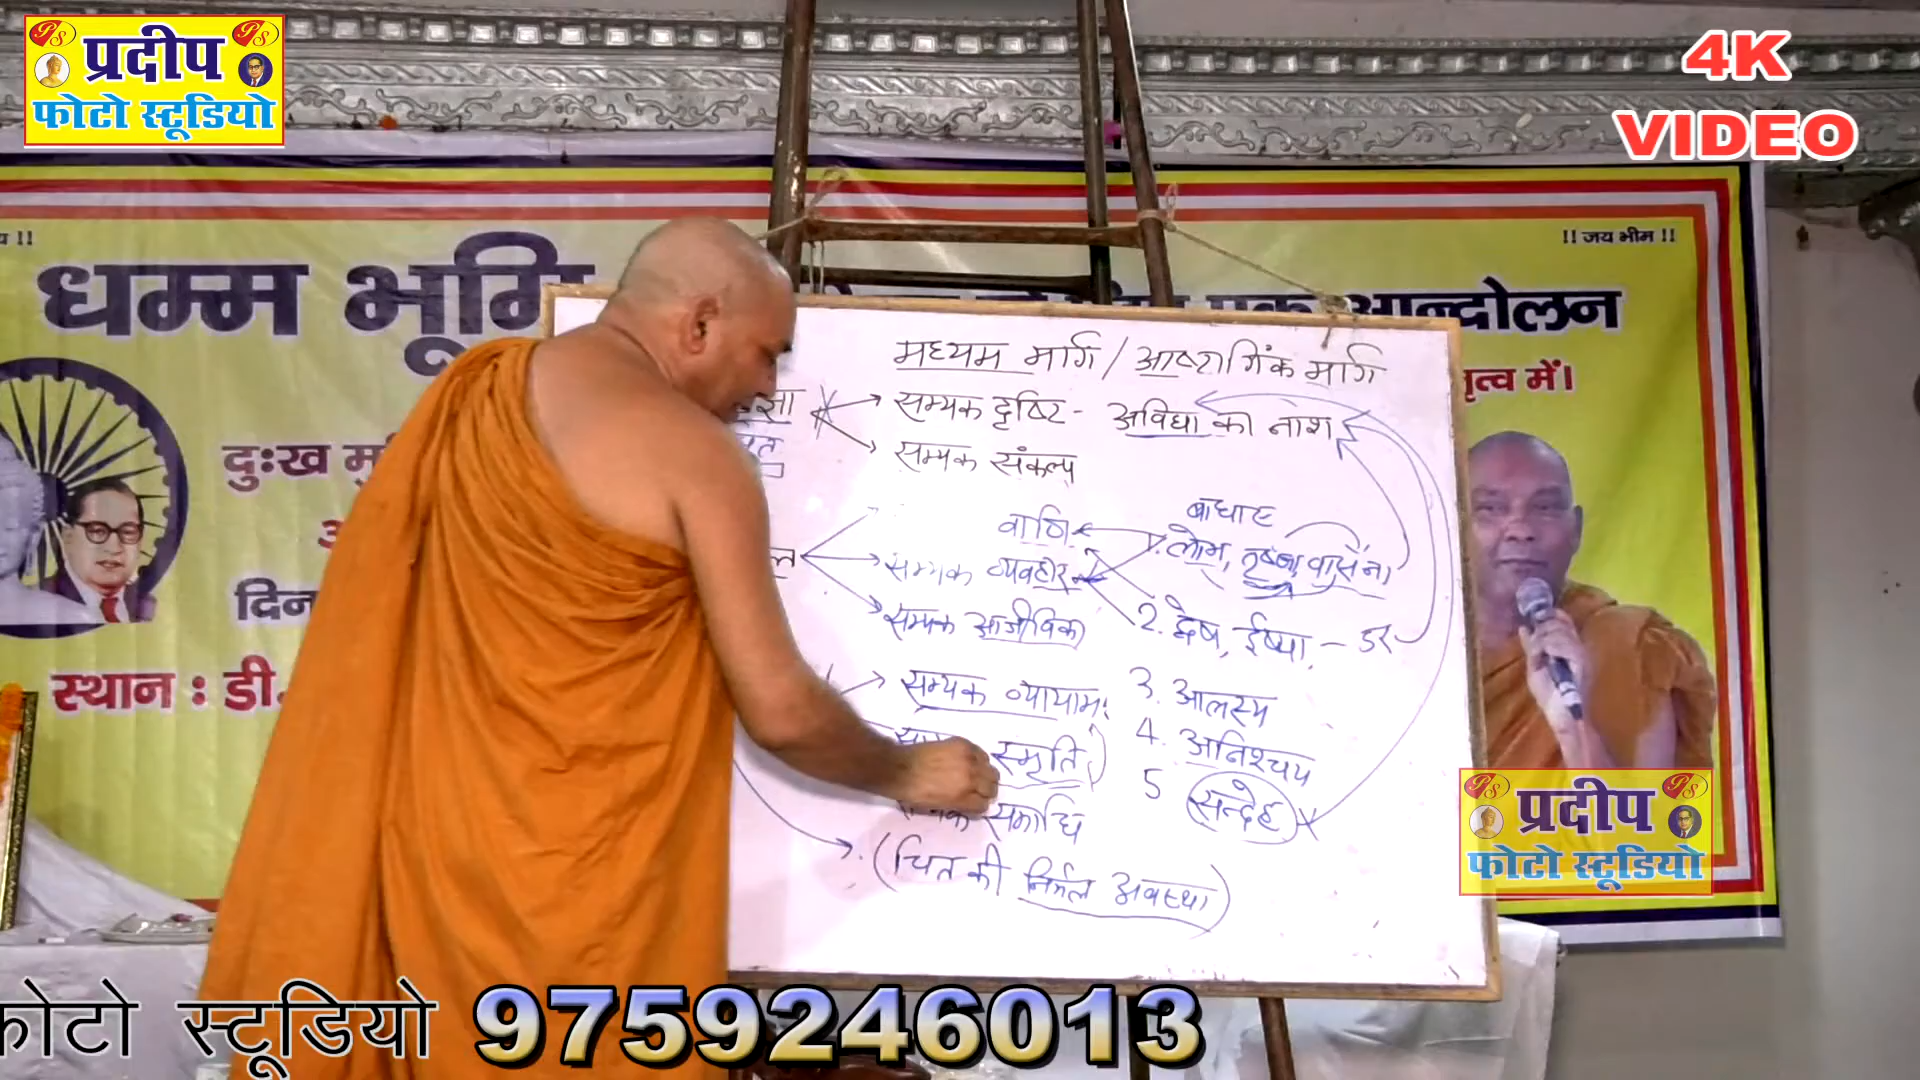 प्रदीप
फोटो स्टूडियो
4K
VIDEO
!! जय भीम !!
धम्म भूमि
एक आन्दोलन
दुःख
स्थान : डी.
मध्यम मार्ग / आष्टांगिंक मार्ग
सम्यक दृष्टि - अविद्या का नाश
सम्यक संकल्प
वाणि
सम्यक व्यवहार
सम्यक आजीविका
बाधाए
1. लोभ, तृष्णा, वासना
2. द्वेष, ईष्या, – डर
सम्यक व्यायाम
3. आलस्य
स्मृति
4. अनिश्चय
5 सन्देह
समाधि
(चित की निर्मल अवस्था)
प्रदीप
फोटो स्टूडियो
फोटो स्टूडियो 9759246013